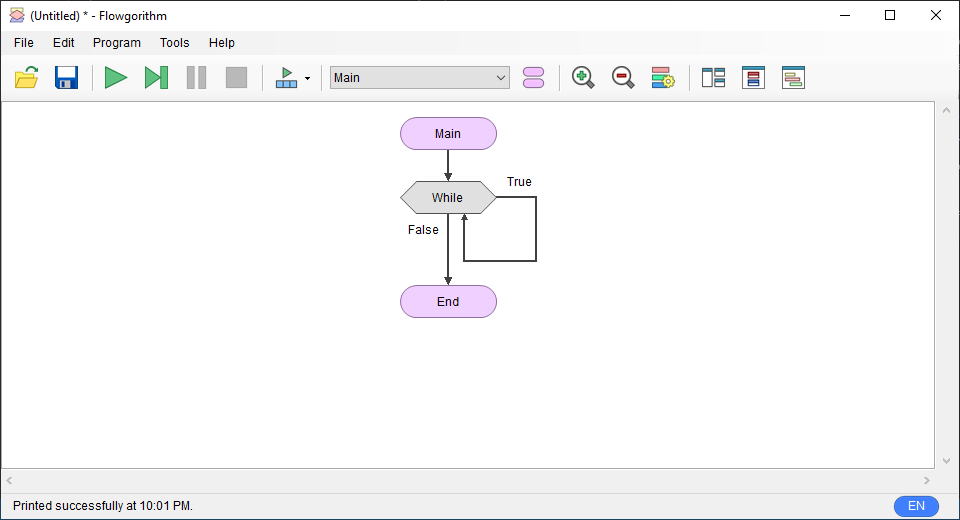 (Untitled) * - Flowgorithm
File Edit Program Tools Help
Main
Main
True
While
False
End
Printed successfully at 10:01 PM.
EN